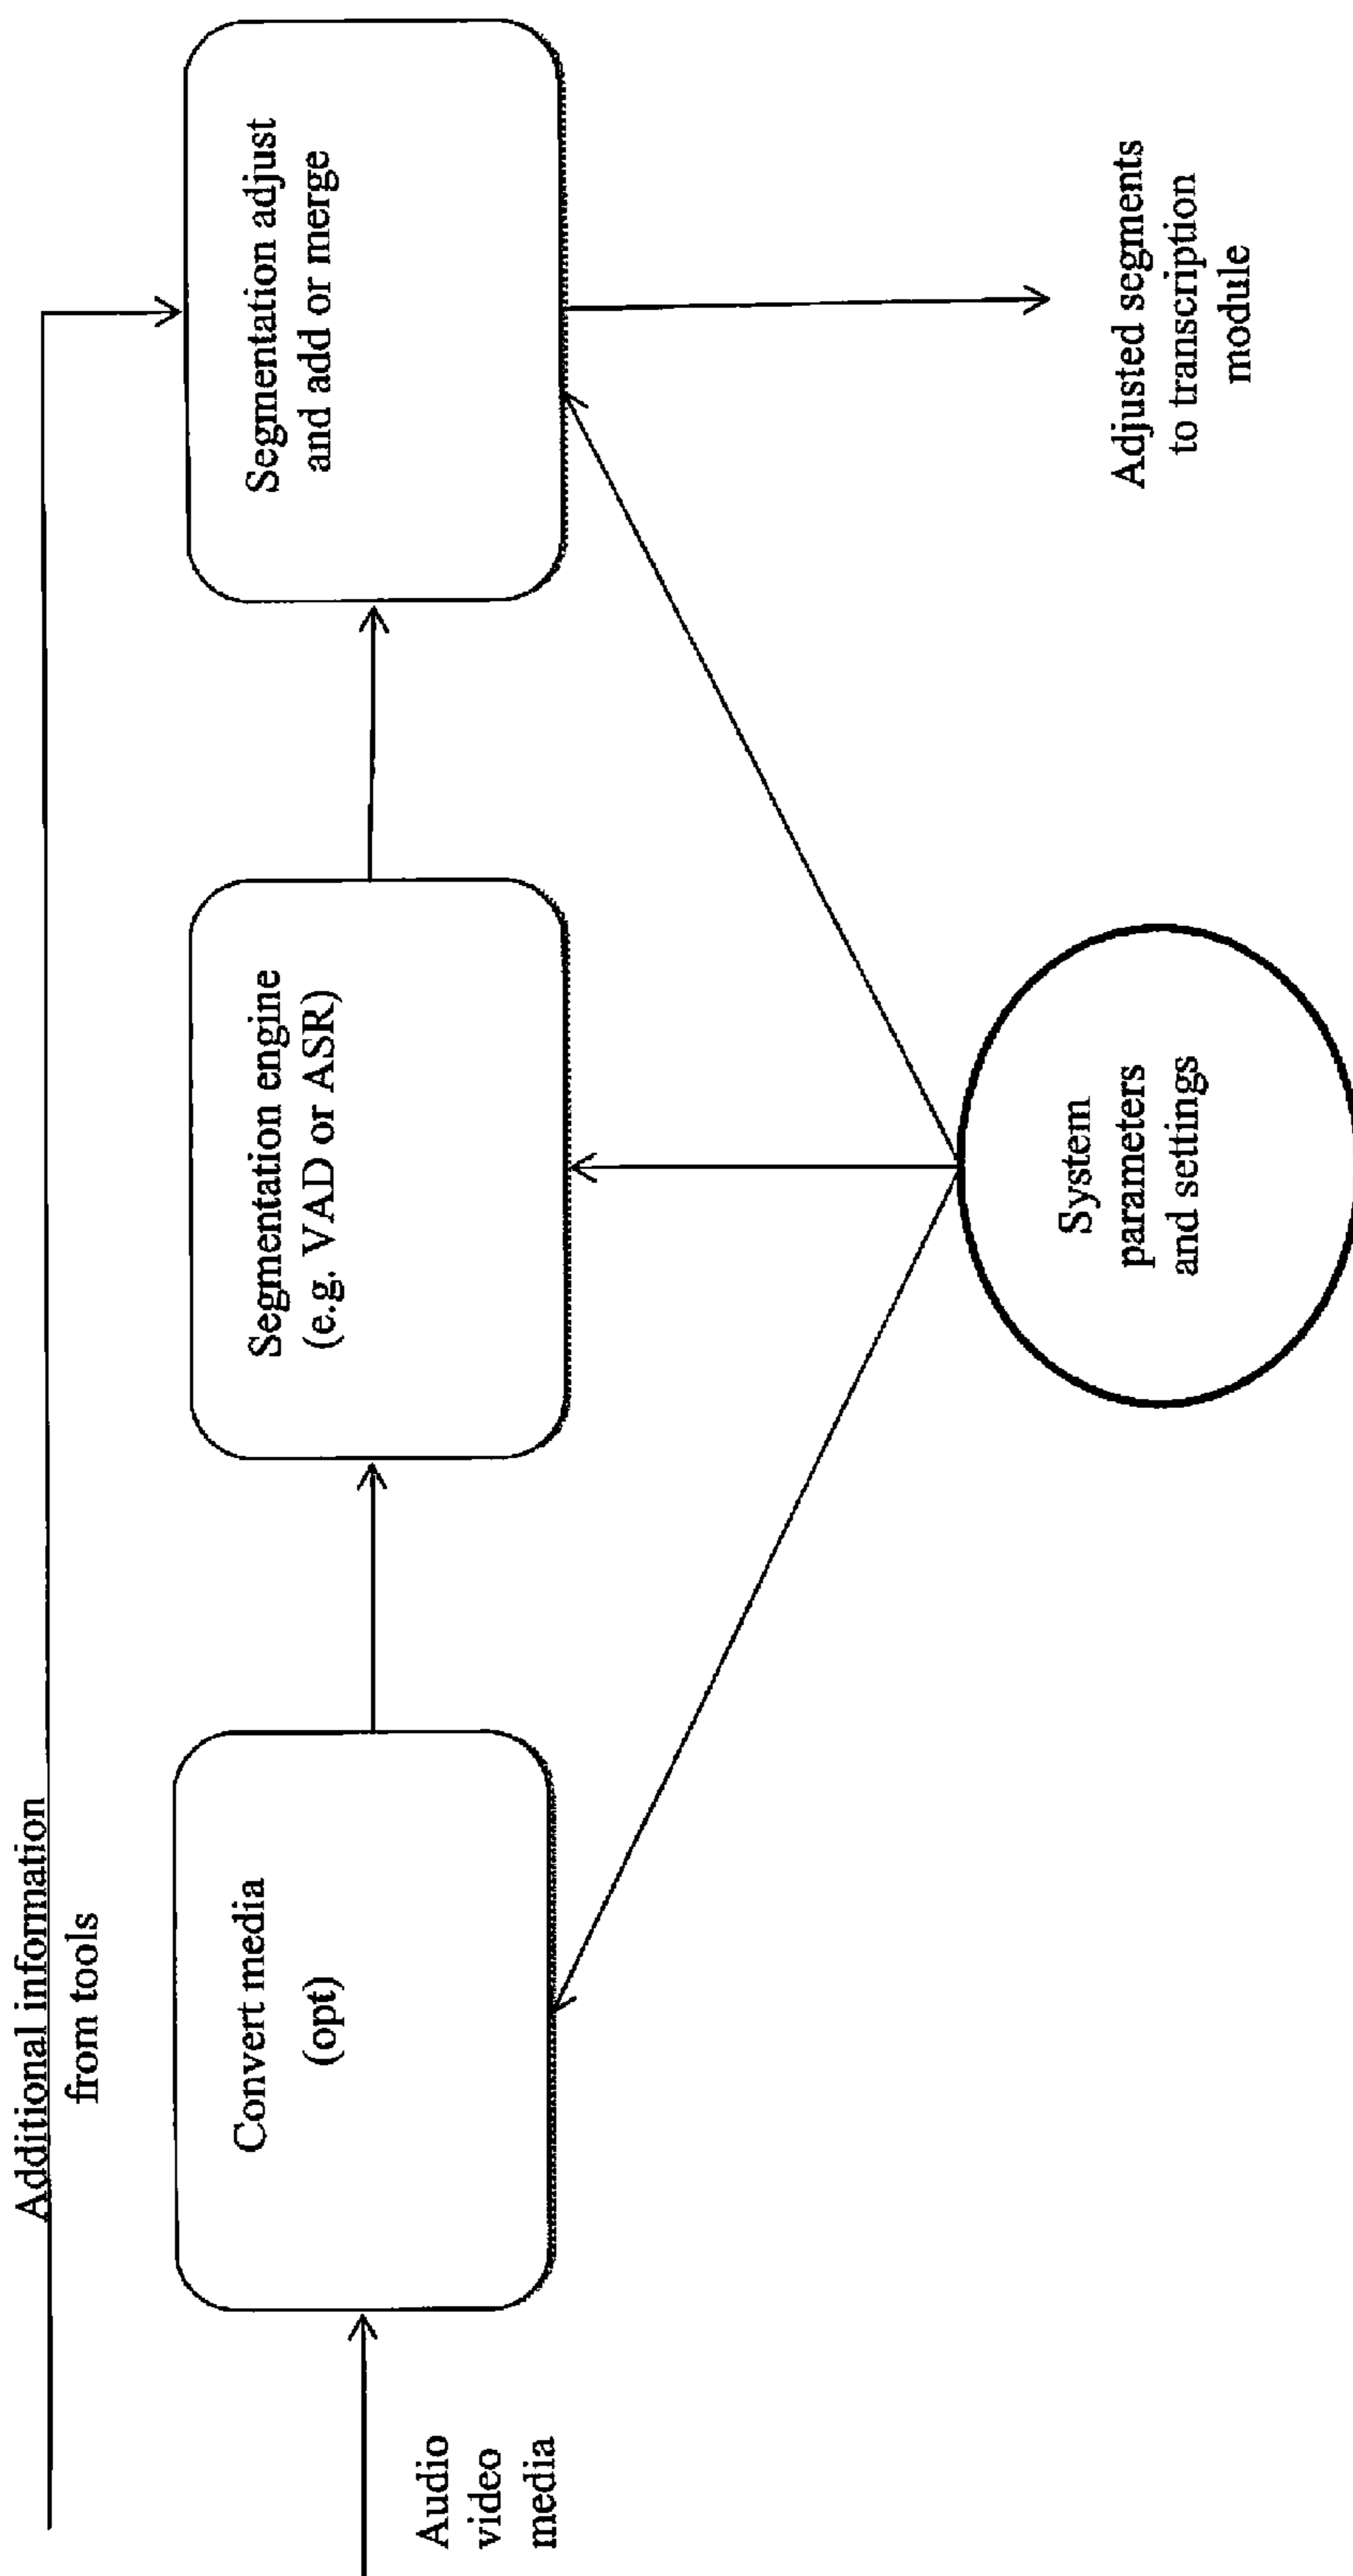 Additional information
from tools
Audio
video
media
Convert media
(opt)
Segmentation engine
(e.g. VAD or ASR)
Segmentation adjust
and add or merge
System
parameters
and settings
Adjusted segments
to transcription
module